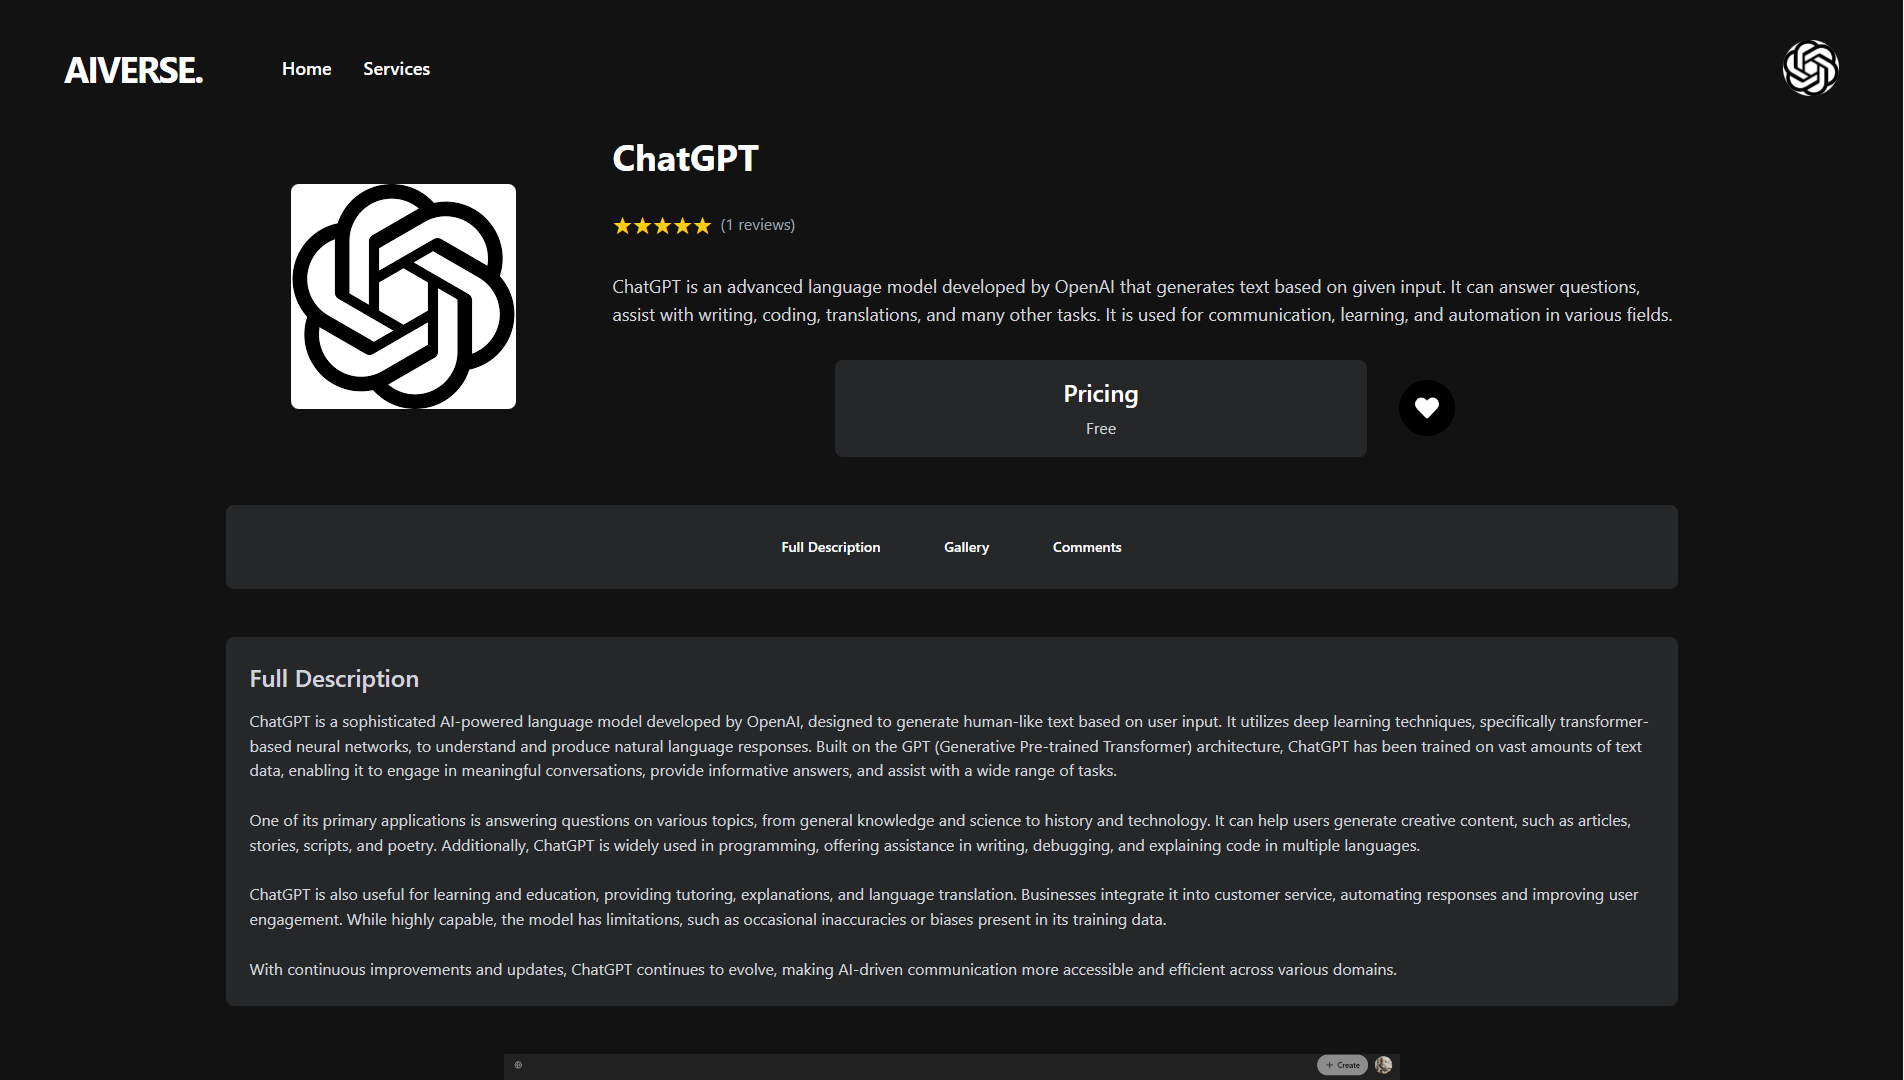 AIVERSE.
Home
Services
ChatGPT
(1 reviews)
ChatGPT is an advanced language model developed by OpenAI that generates text based on given input. It can answer questions,
assist with writing, coding, translations, and many other tasks. It is used for communication, learning, and automation in various fields.
Pricing
Free
Full Description
Gallery
Comments
Full Description
ChatGPT is a sophisticated AI-powered language model developed by OpenAI, designed to generate human-like text based on user input. It utilizes deep learning techniques, specifically transformer-
based neural networks, to understand and produce natural language responses. Built on the GPT (Generative Pre-trained Transformer) architecture, ChatGPT has been trained on vast amounts of text
data, enabling it to engage in meaningful conversations, provide informative answers, and assist with a wide range of tasks.
One of its primary applications is answering questions on various topics, from general knowledge and science to history and technology. It can help users generate creative content, such as articles,
stories, scripts, and poetry. Additionally, ChatGPT is widely used in programming, offering assistance in writing, debugging, and explaining code in multiple languages.
ChatGPT is also useful for learning and education, providing tutoring, explanations, and language translation. Businesses integrate it into customer service, automating responses and improving user
engagement. While highly capable, the model has limitations, such as occasional inaccuracies or biases present in its training data.
With continuous improvements and updates, ChatGPT continues to evolve, making AI-driven communication more accessible and efficient across various domains.
+ Create